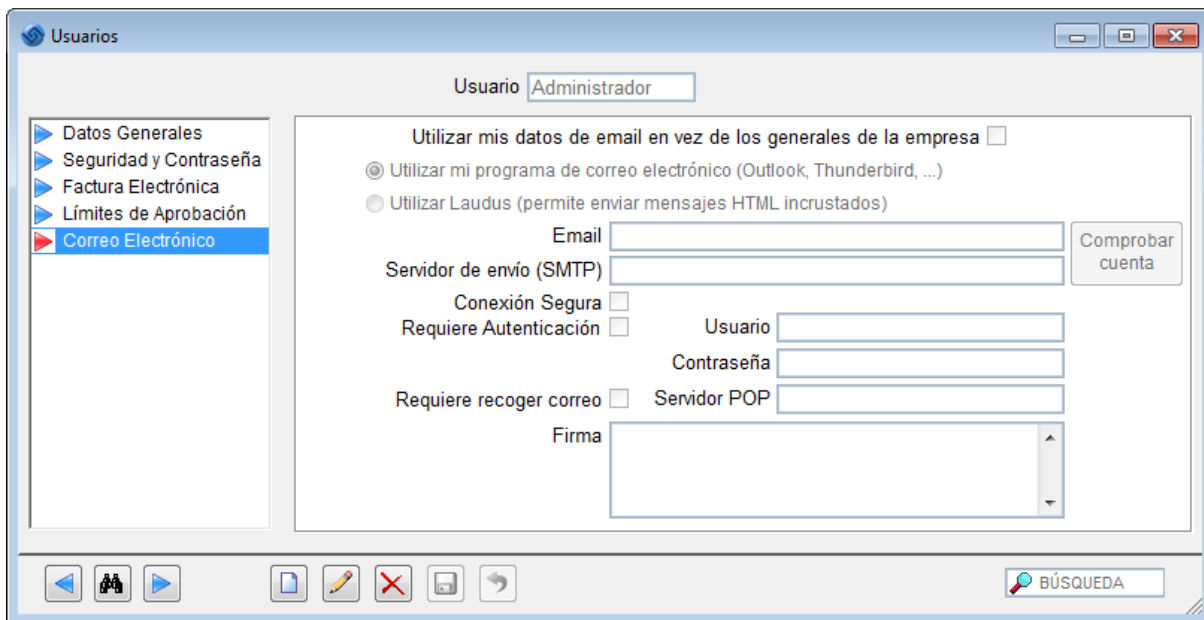 Usuarios
Usuario Administrador
Datos Generales
Seguridad y Contraseña
Factura Electrónica
Límites de Aprobación
Correo Electrónico
Utilizar mis datos de email en vez de los generales de la empresa
Utilizar mi programa de correo electrónico (Outlook, Thunderbird, ...)
Utilizar Laudus (permite enviar mensajes HTML incrustados)
Email
Comprobar
cuenta
Servidor de envío (SMTP)
Conexión Segura
Requiere Autenticación Usuario
Contraseña
Requiere recoger correo Servidor POP
Firma
BÚSQUEDA